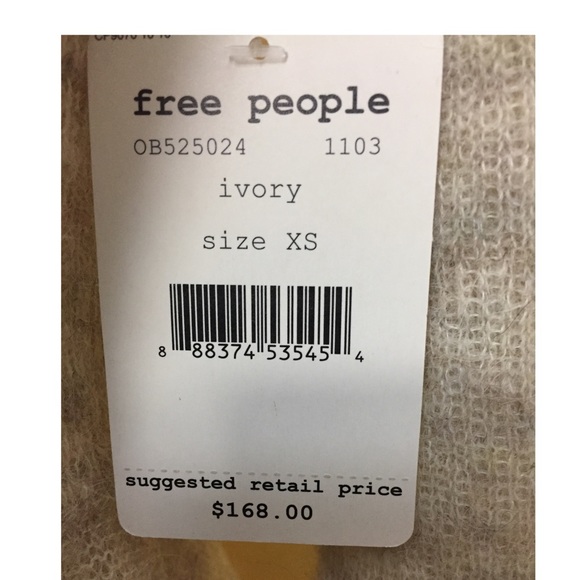 free people
OB525024 1103
ivory
size XS
8 88374 53545 4
suggested retail price
$168.00